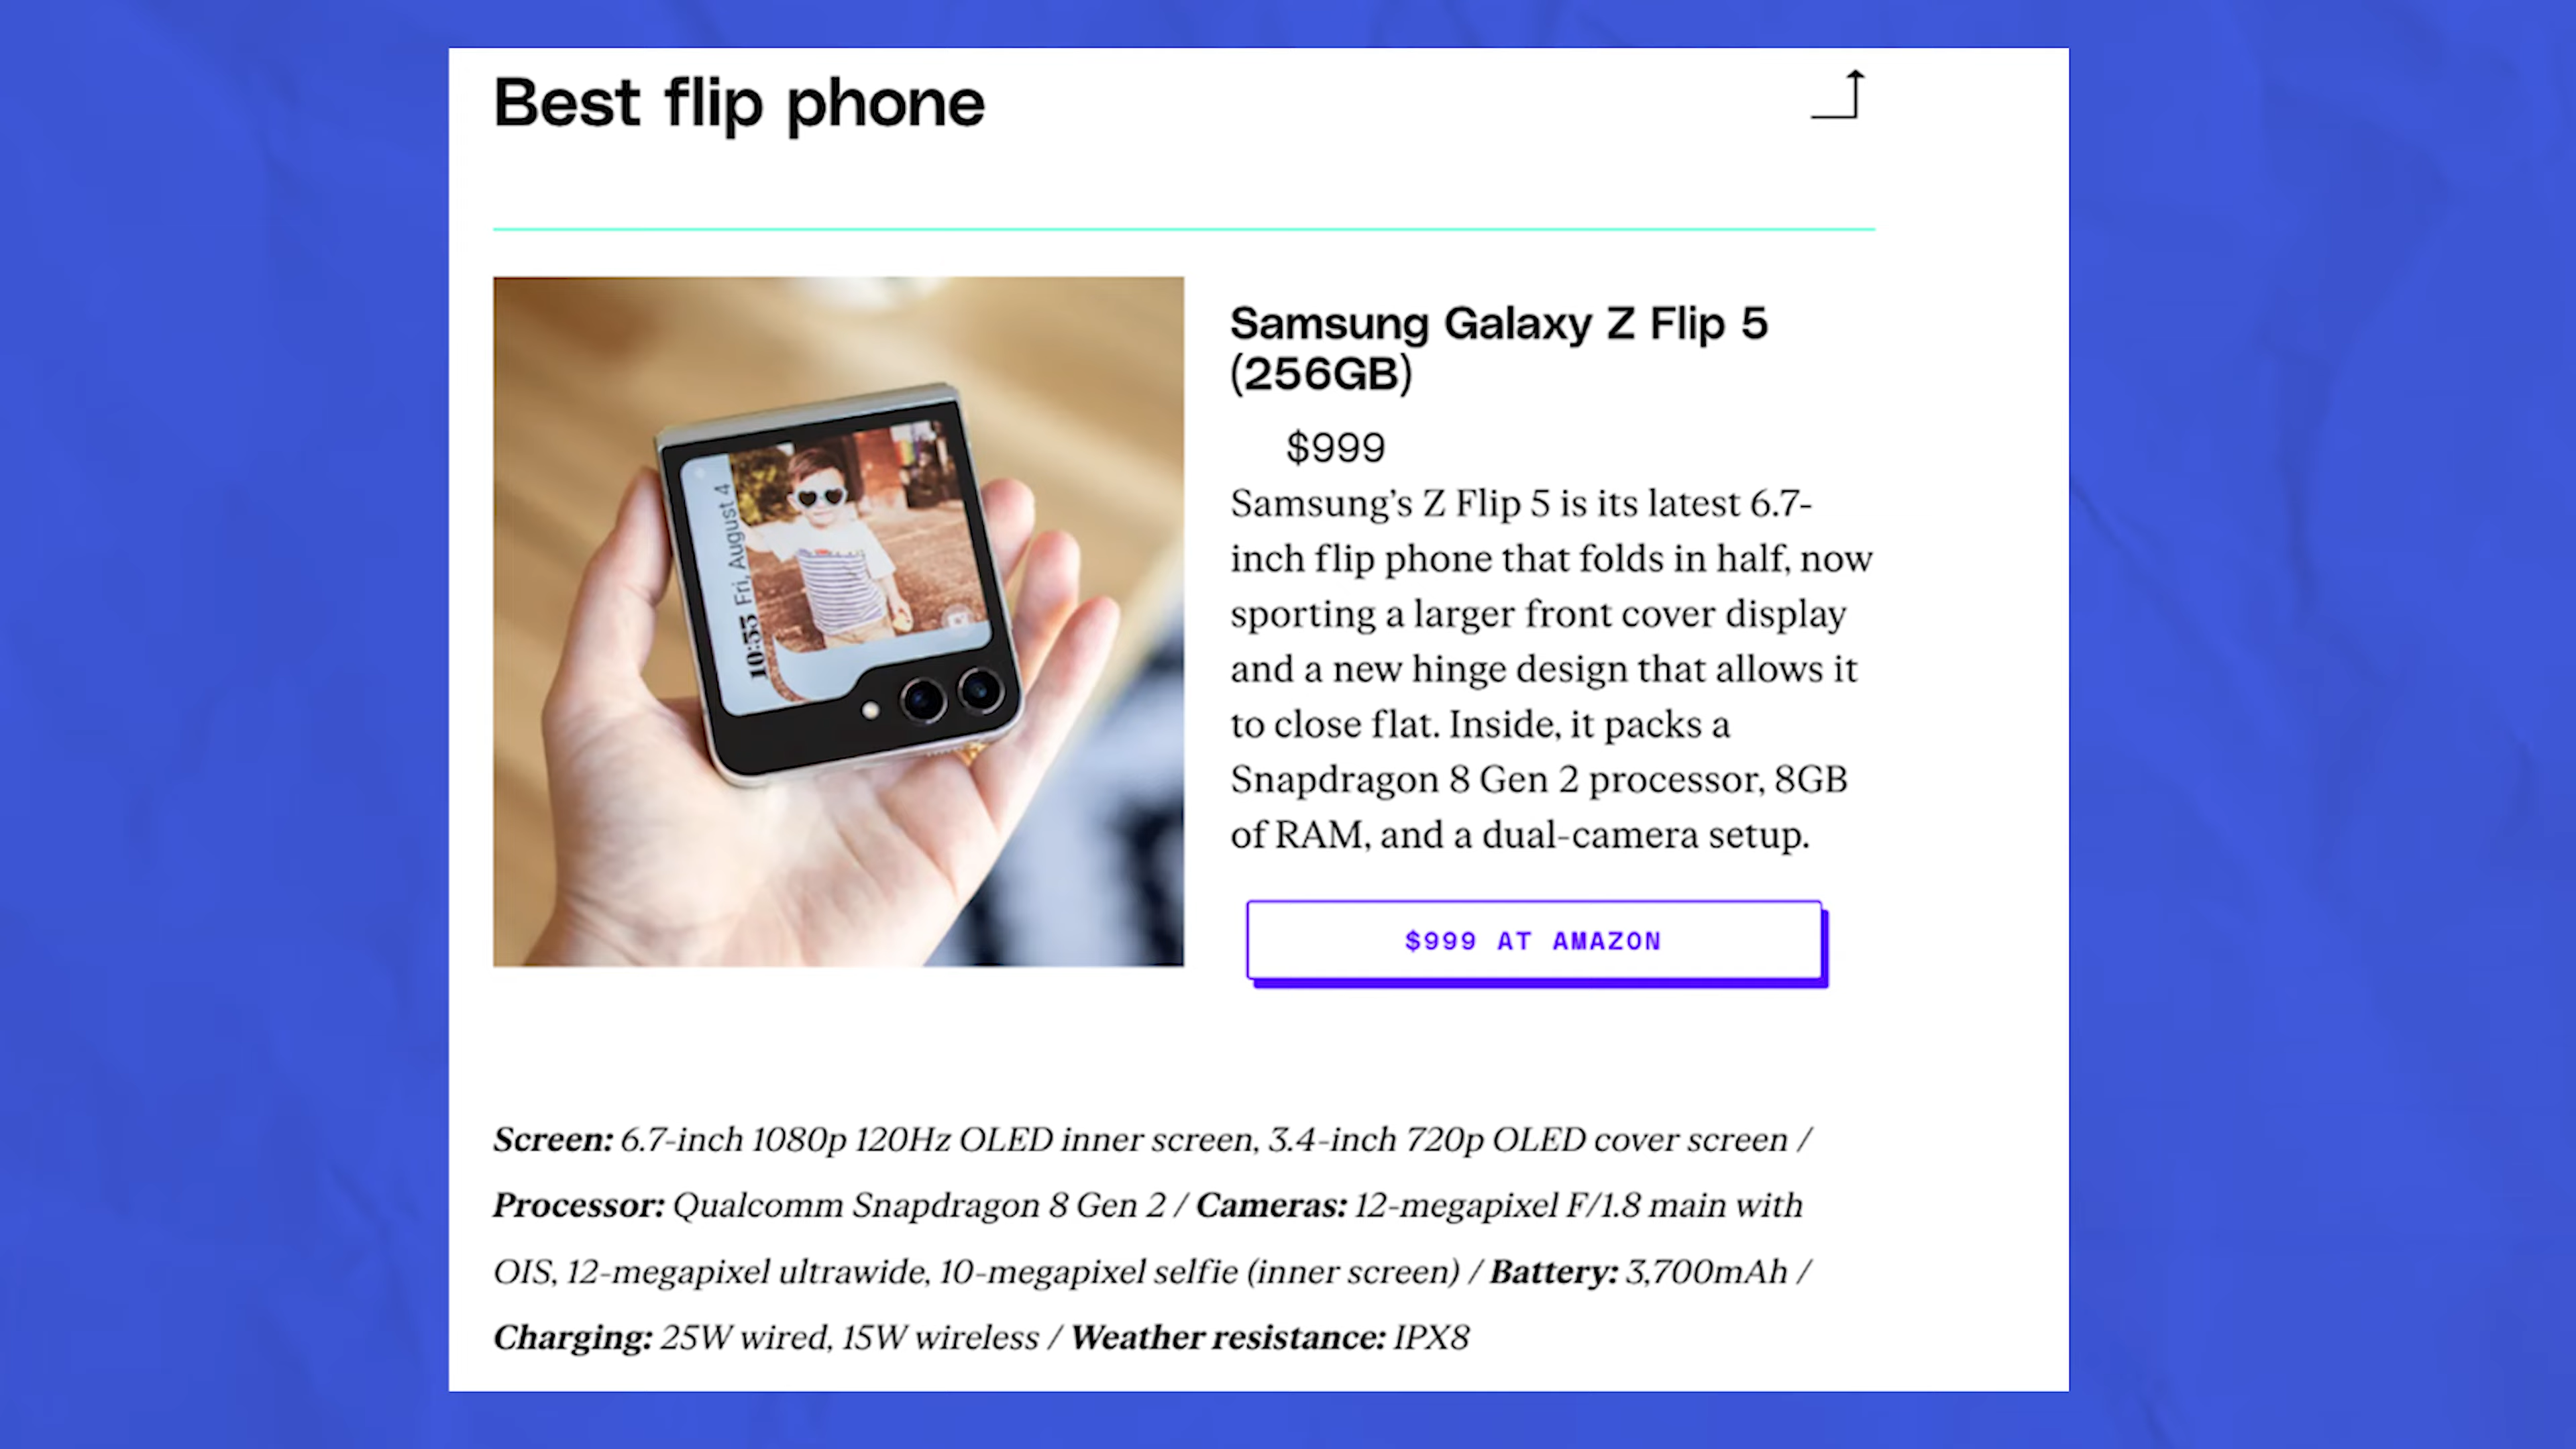 Best flip phone
Samsung Galaxy Z Flip 5
(256GB)
$999
Samsung’s Z Flip 5 is its latest 6.7-
inch flip phone that folds in half, now
sporting a larger front cover display
and a new hinge design that allows it
to close flat. Inside, it packs a
Snapdragon 8 Gen 2 processor, 8GB
of RAM, and a dual-camera setup.
$999 AT AMAZON
10:55 Fri, August 4
Screen: 6.7-inch 1080p 120Hz OLED inner screen, 3.4-inch 720p OLED cover screen /
Processor: Qualcomm Snapdragon 8 Gen 2 / Cameras: 12-megapixel F/1.8 main with
OIS, 12-megapixel ultrawide, 10-megapixel selfie (inner screen) / Battery: 3,700mAh /
Charging: 25W wired, 15W wireless / Weather resistance: IPX8